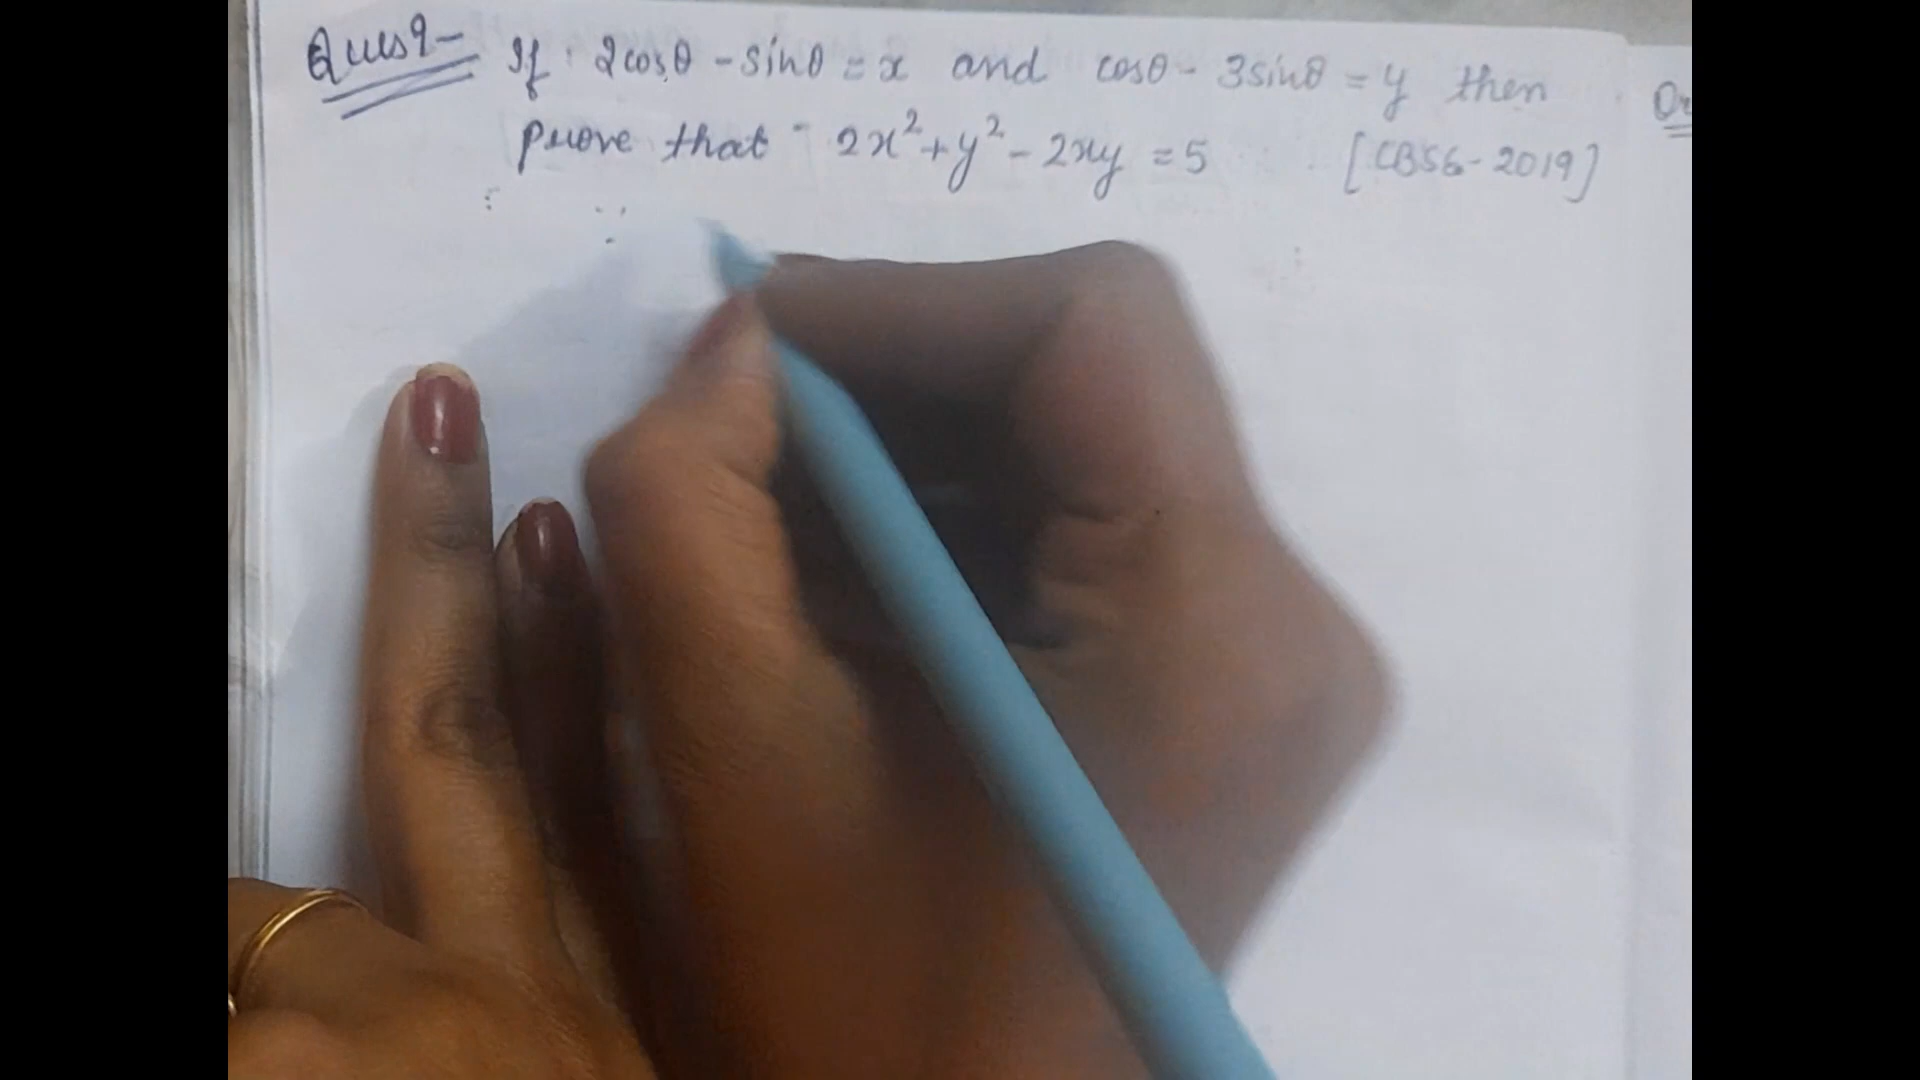 Ques9- If 2cosθ - sinθ = x and cosθ - 3sinθ = y then
prove that - 2x²+y² - 2xy = 5 [CBSE-2019]